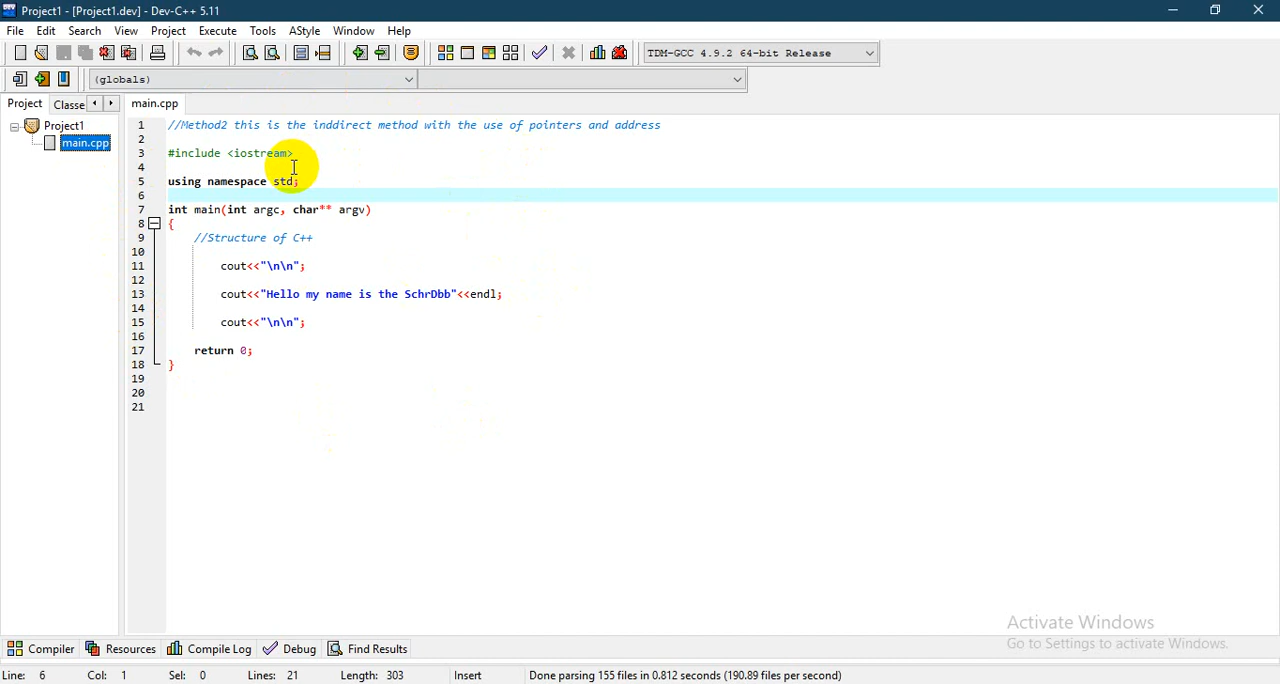 Project1 - [Project1.dev] - Dev-C++ 5.11
File Edit Search View Project Execute Tools AStyle Window Help
TDM-GCC 4.9.2 64-bit Release
(globals)
Project Classe main.cpp
Project1
main.cpp
1 //Method2 this is the inddirect method with the use of pointers and address
2
3 #include <iostream>
4
5 using namespace std;
6
7 int main(int argc, char** argv)
8 {
9 //Structure of C++
10
11 cout<<"\n\n";
12
13 cout<<"Hello my name is the SchrDbb"<<endl;
14
15 cout<<"\n\n";
16
17 return 0;
18 }
19
20
21
Activate Windows
Go to Settings to activate Windows.
Compiler Resources Compile Log Debug Find Results
Line: 6 Col: 1 Sel: 0 Lines: 21 Length: 303 Insert Done parsing 155 files in 0.812 seconds (190.89 files per second)